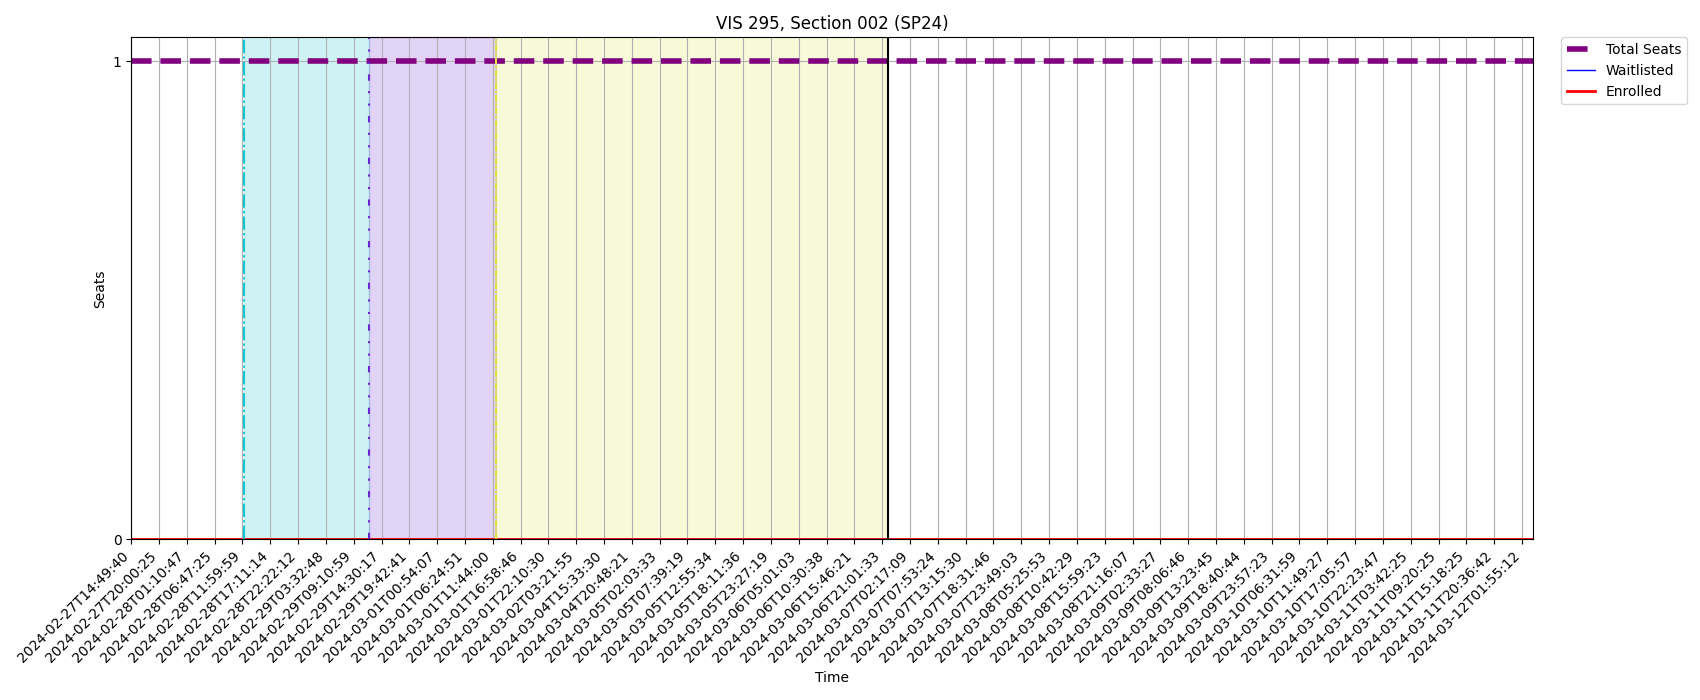 VIS 295, Section 002 (SP24)
Total Seats
Waitlisted
Enrolled
1
Seats
0
2024-02-27T14:49:40
2024-02-27T20:00:25
2024-02-28T01:10:47
2024-02-28T06:47:25
2024-02-28T11:59:59
2024-02-28T17:11:14
2024-02-28T22:22:12
2024-02-29T03:32:48
2024-02-29T09:10:59
2024-02-29T14:30:17
2024-02-29T19:42:41
2024-03-01T00:54:07
2024-03-01T06:24:51
2024-03-01T11:44:00
2024-03-01T16:58:46
2024-03-01T22:10:30
2024-03-02T03:21:55
2024-03-04T15:33:30
2024-03-04T20:48:21
2024-03-05T02:03:33
2024-03-05T07:39:19
2024-03-05T12:55:34
2024-03-05T18:11:36
2024-03-05T23:27:19
2024-03-06T05:01:03
2024-03-06T10:30:38
2024-03-06T15:46:21
2024-03-06T21:01:33
2024-03-07T02:17:09
2024-03-07T07:53:24
2024-03-07T13:15:30
2024-03-07T18:31:46
2024-03-07T23:49:03
2024-03-08T05:25:53
2024-03-08T10:42:29
2024-03-08T15:59:23
2024-03-08T21:16:07
2024-03-09T02:33:27
2024-03-09T08:06:46
2024-03-09T13:23:45
2024-03-09T18:40:44
2024-03-09T23:57:23
2024-03-10T06:31:59
2024-03-10T11:49:27
2024-03-10T17:05:57
2024-03-10T22:23:47
2024-03-11T03:42:25
2024-03-11T09:20:25
2024-03-11T15:18:25
2024-03-11T20:36:42
2024-03-12T01:55:12
Time